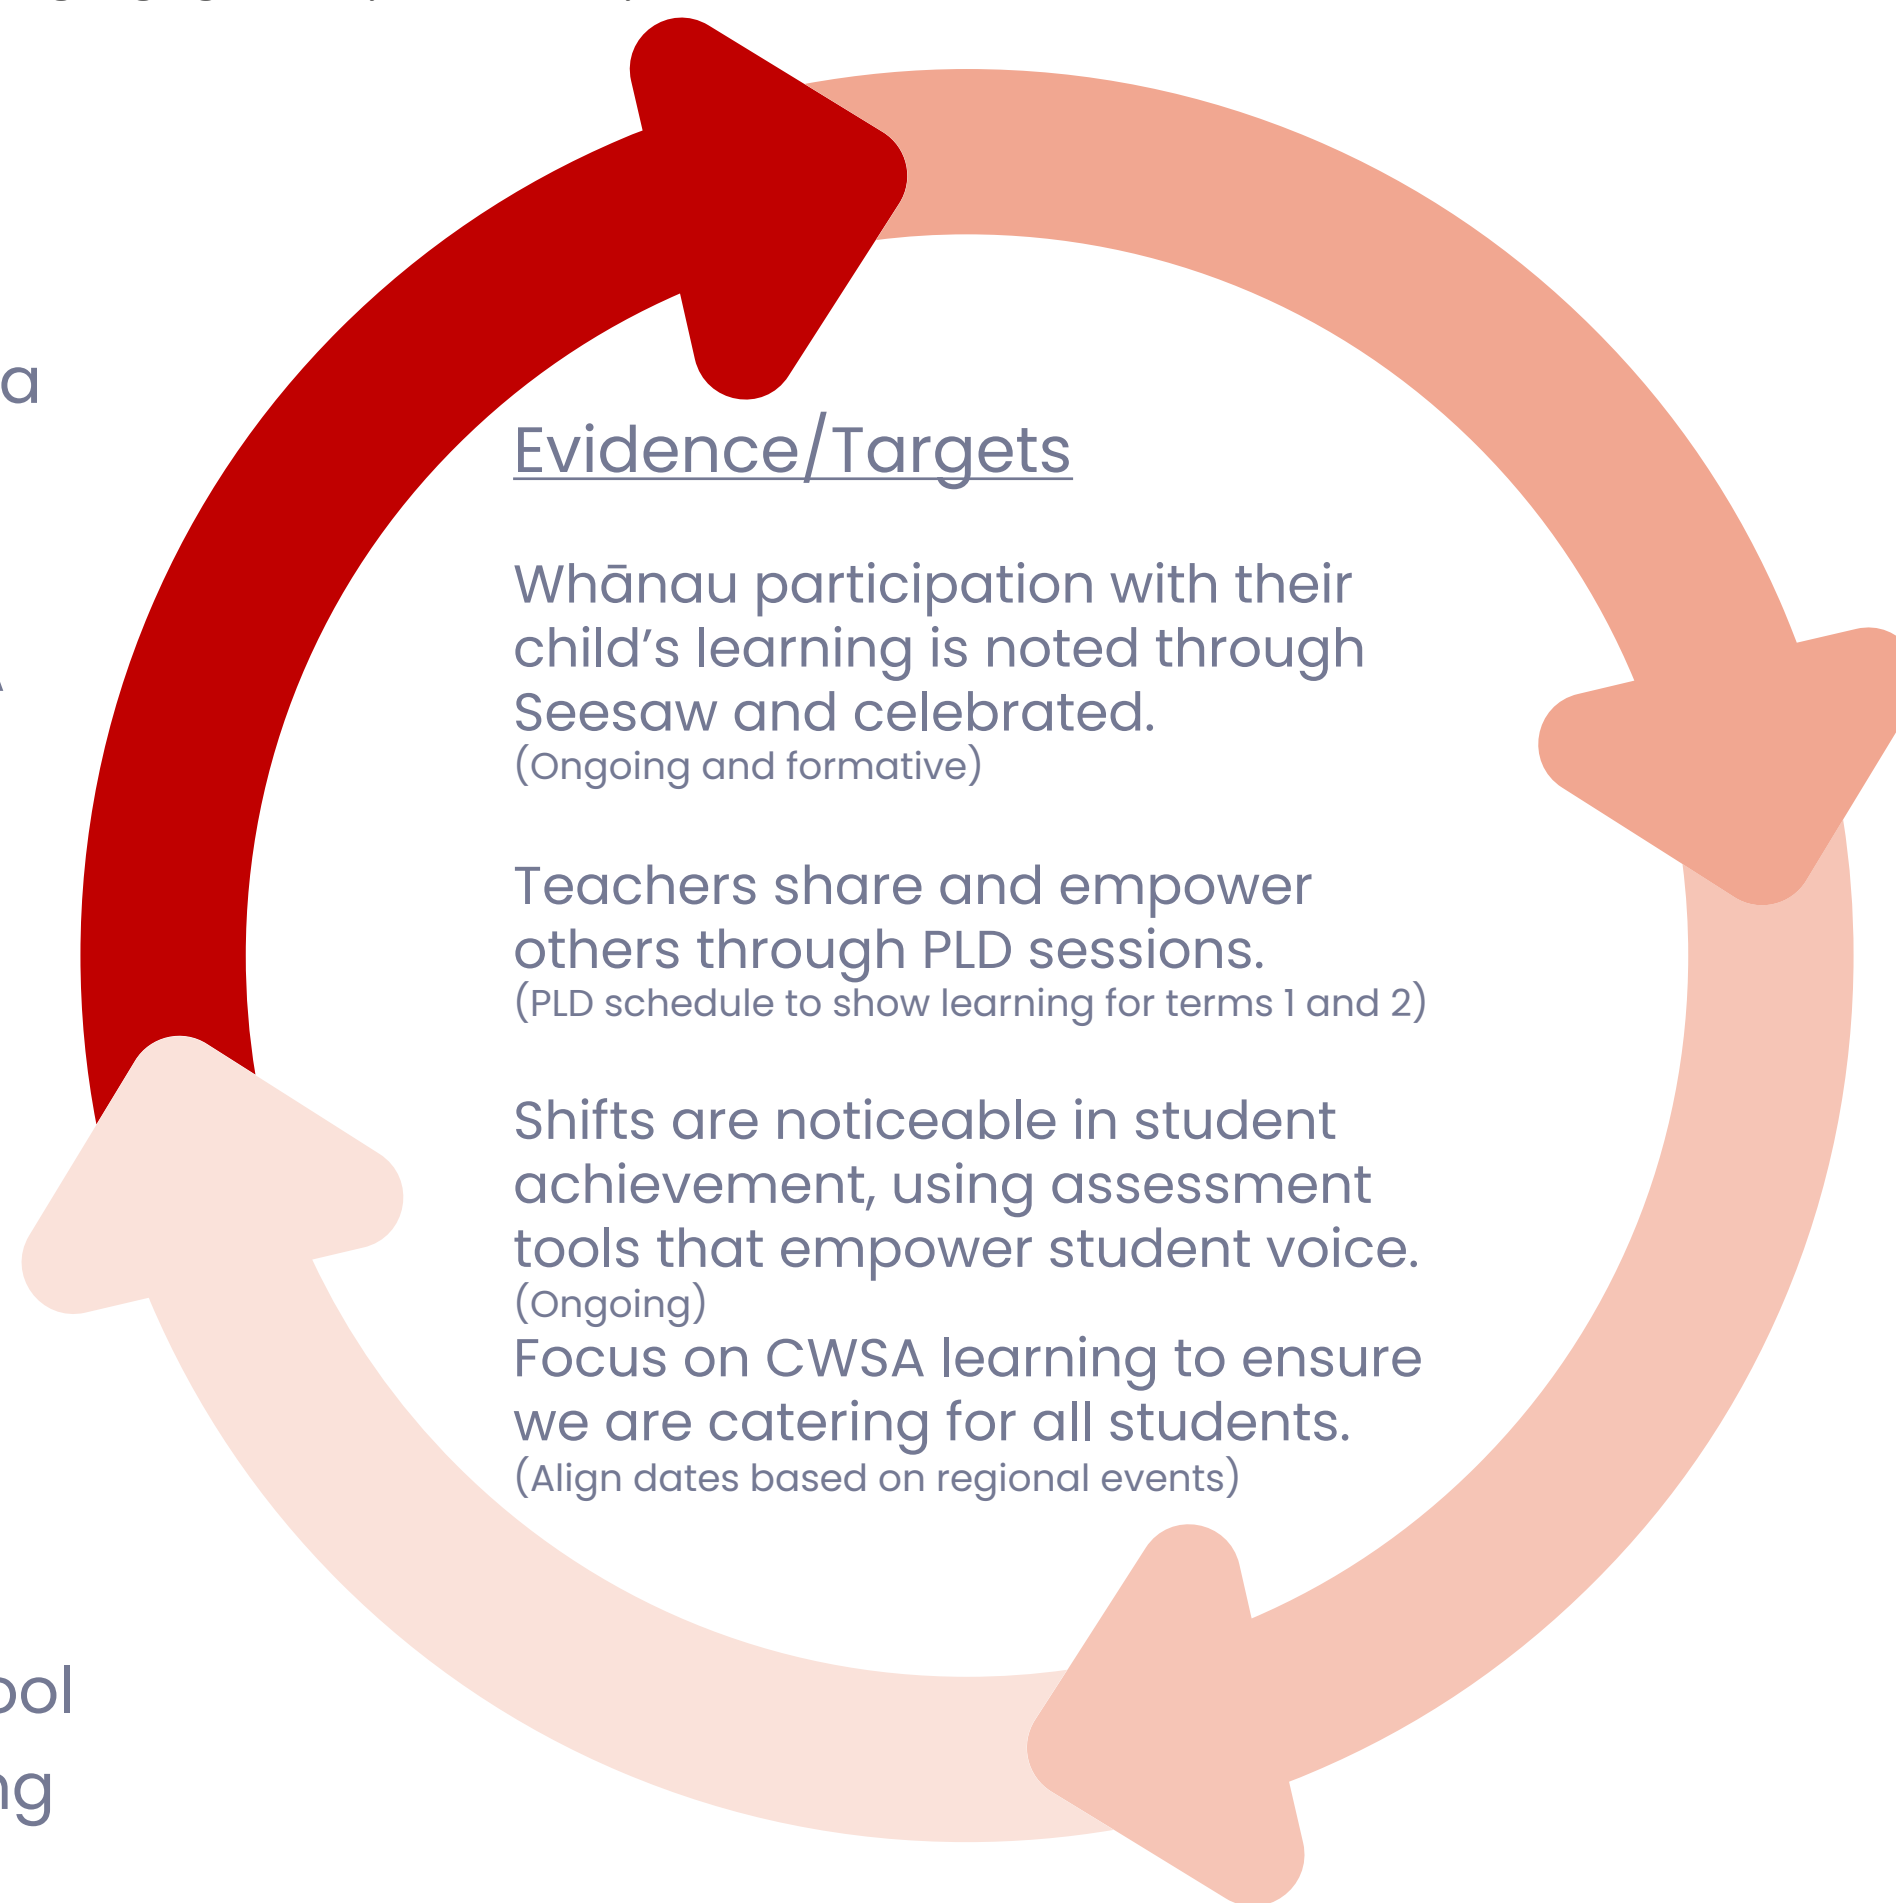 a
Evidence/Targets
Whānau participation with their
child’s learning is noted through
Seesaw and celebrated.
(Ongoing and formative)
Teachers share and empower
others through PLD sessions.
(PLD schedule to show learning for terms 1 and 2)
Shifts are noticeable in student
achievement, using assessment
tools that empower student voice.
(Ongoing)
Focus on CWSA learning to ensure
we are catering for all students.
(Align dates based on regional events)
ool
ng